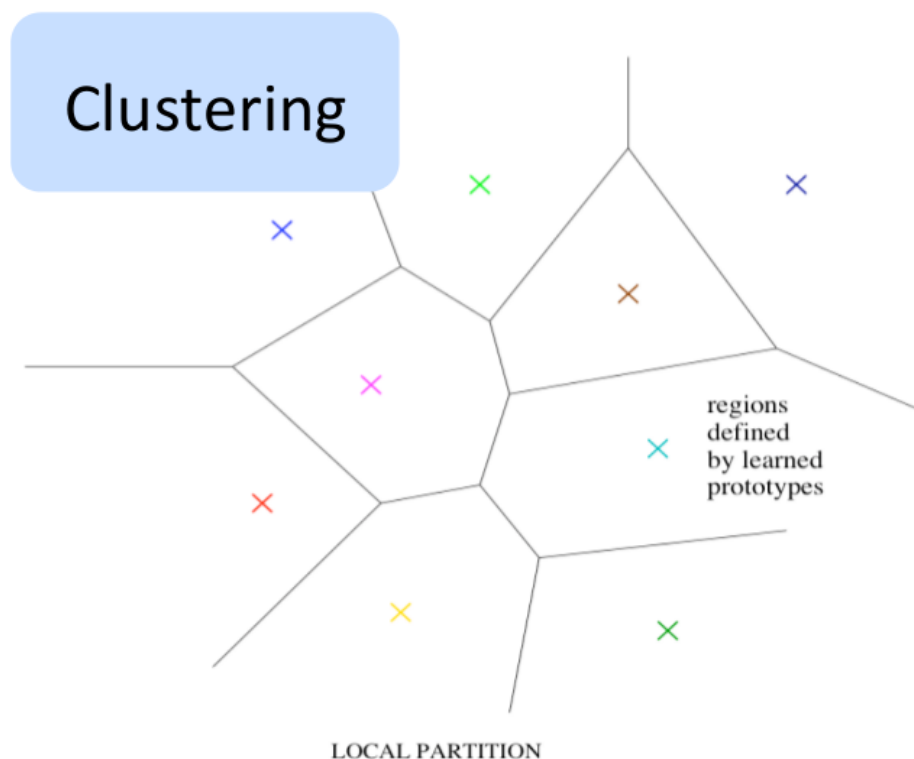 Clustering
regions
defined
by learned
prototypes
LOCAL PARTITION